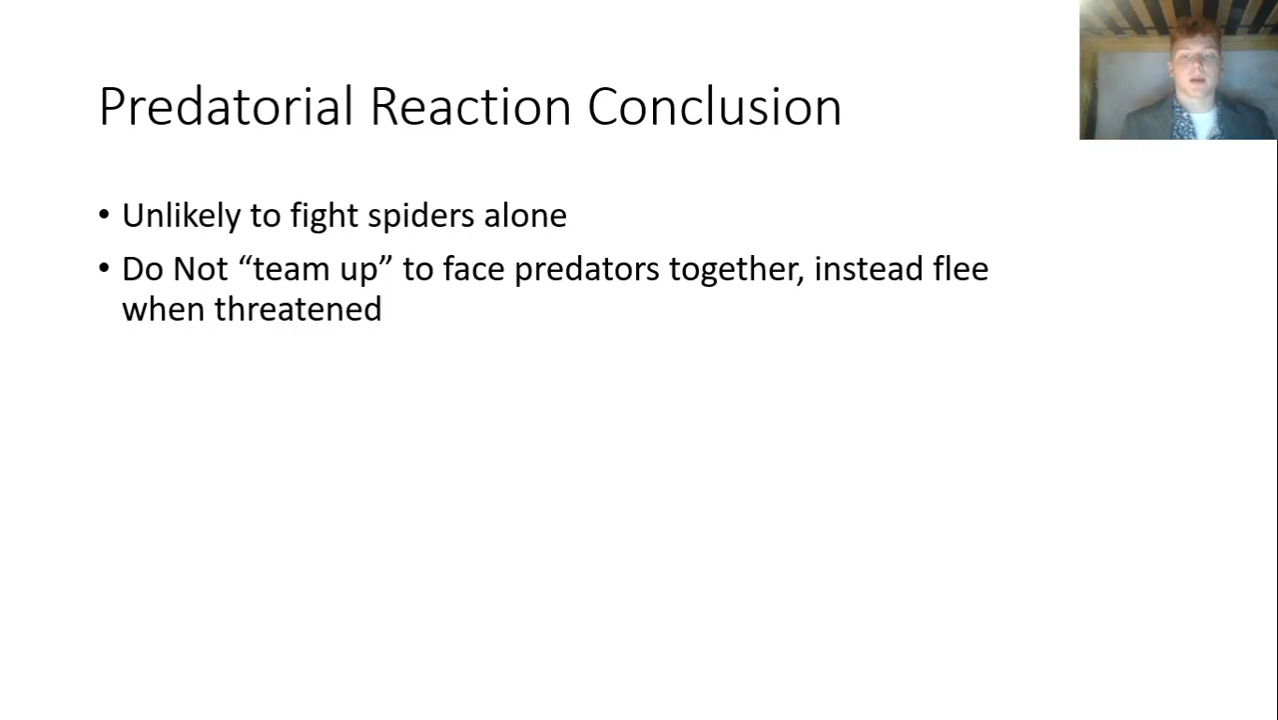 Predatorial Reaction Conclusion
• Unlikely to fight spiders alone
• Do Not “team up” to face predators together, instead flee
when threatened